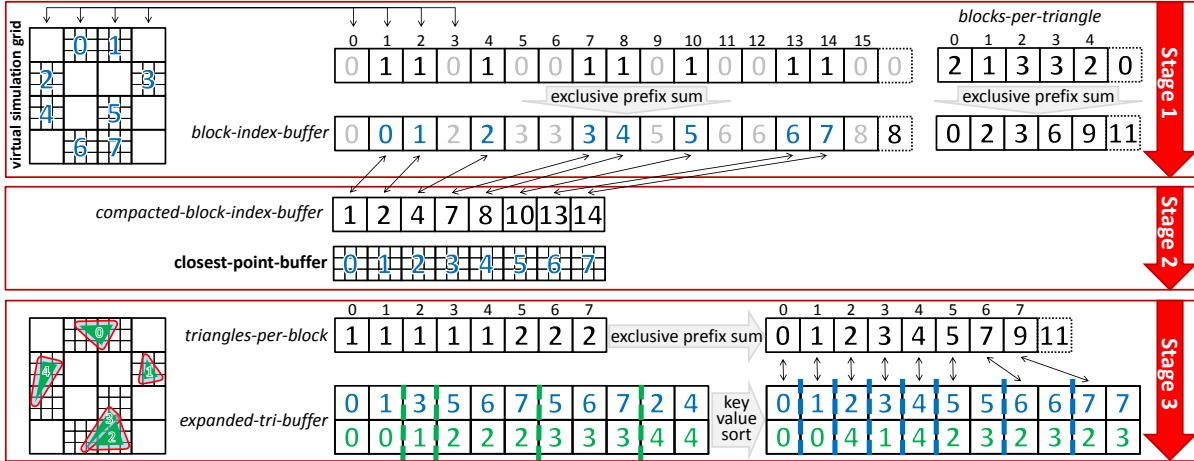 virtual simulation grid
0 1
2 3
4 5
6 7
0 1 2 3 4 5 6 7 8 9 10 11 12 13 14 15
0 1 1 0 1 0 0 1 1 0 1 0 0 1 1 0 0
exclusive prefix sum
block-index-buffer
0 0 1 2 2 3 3 3 4 5 5 6 6 6 7 8 8
blocks-per-triangle
0 1 2 3 4
2 1 3 3 2 0
exclusive prefix sum
0 2 3 6 9 11
Stage 1
compacted-block-index-buffer
1 2 4 7 8 10 13 14
closest-point-buffer
0 1 2 3 4 5 6 7
Stage 2
0
4 1
3
2
triangles-per-block
0 1 2 3 4 5 6 7
1 1 1 1 1 2 2 2
exclusive prefix sum
0 1 2 3 4 5 6 7
0 1 2 3 4 5 7 9 11
expanded-tri-buffer
0 1 3 5 6 7 5 6 7 2 4
0 0 1 2 2 2 3 3 3 4 4
key
value
sort
0 1 2 3 4 5 5 6 6 7 7
0 0 4 1 4 2 3 2 3 2 3
Stage 3